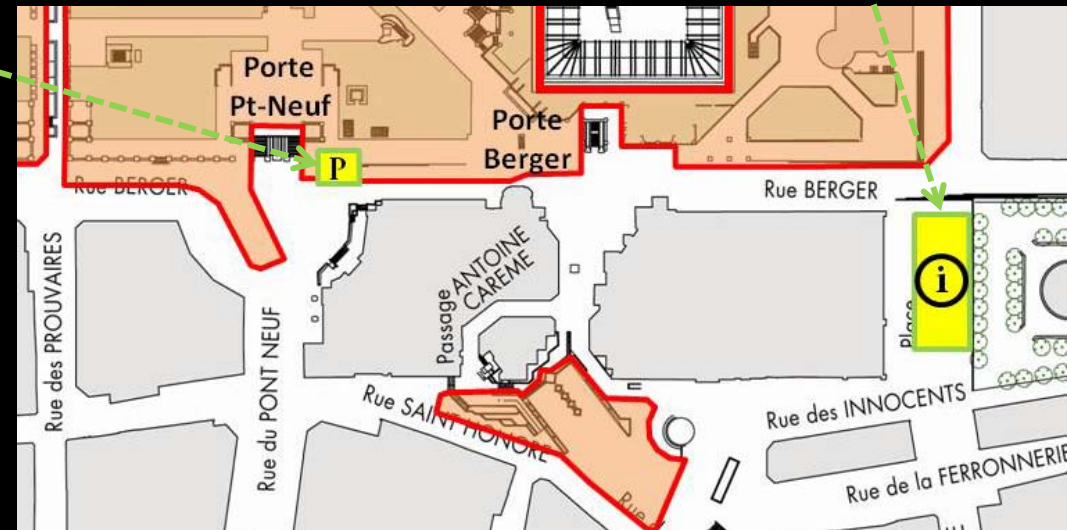 Porte
Pt-Neuf
Porte
Berger
P
Rue BERGER
Rue BERGER
i
Place
Rue des PROUVAIRES
Rue du PONT NEUF
Passage ANTOINE
CAREME
Rue SAINT HONORE
Rue des INNOCENTS
Rue de la FERRONNERIE
Rue